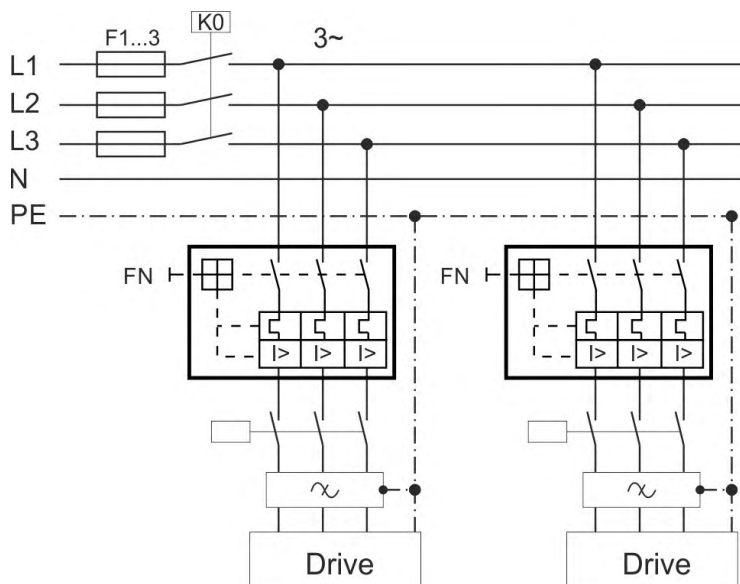 K0
F1...3
3~
L1
L2
L3
N
PE
FN
FN
I> I> I>
I> I> I>
Drive
Drive